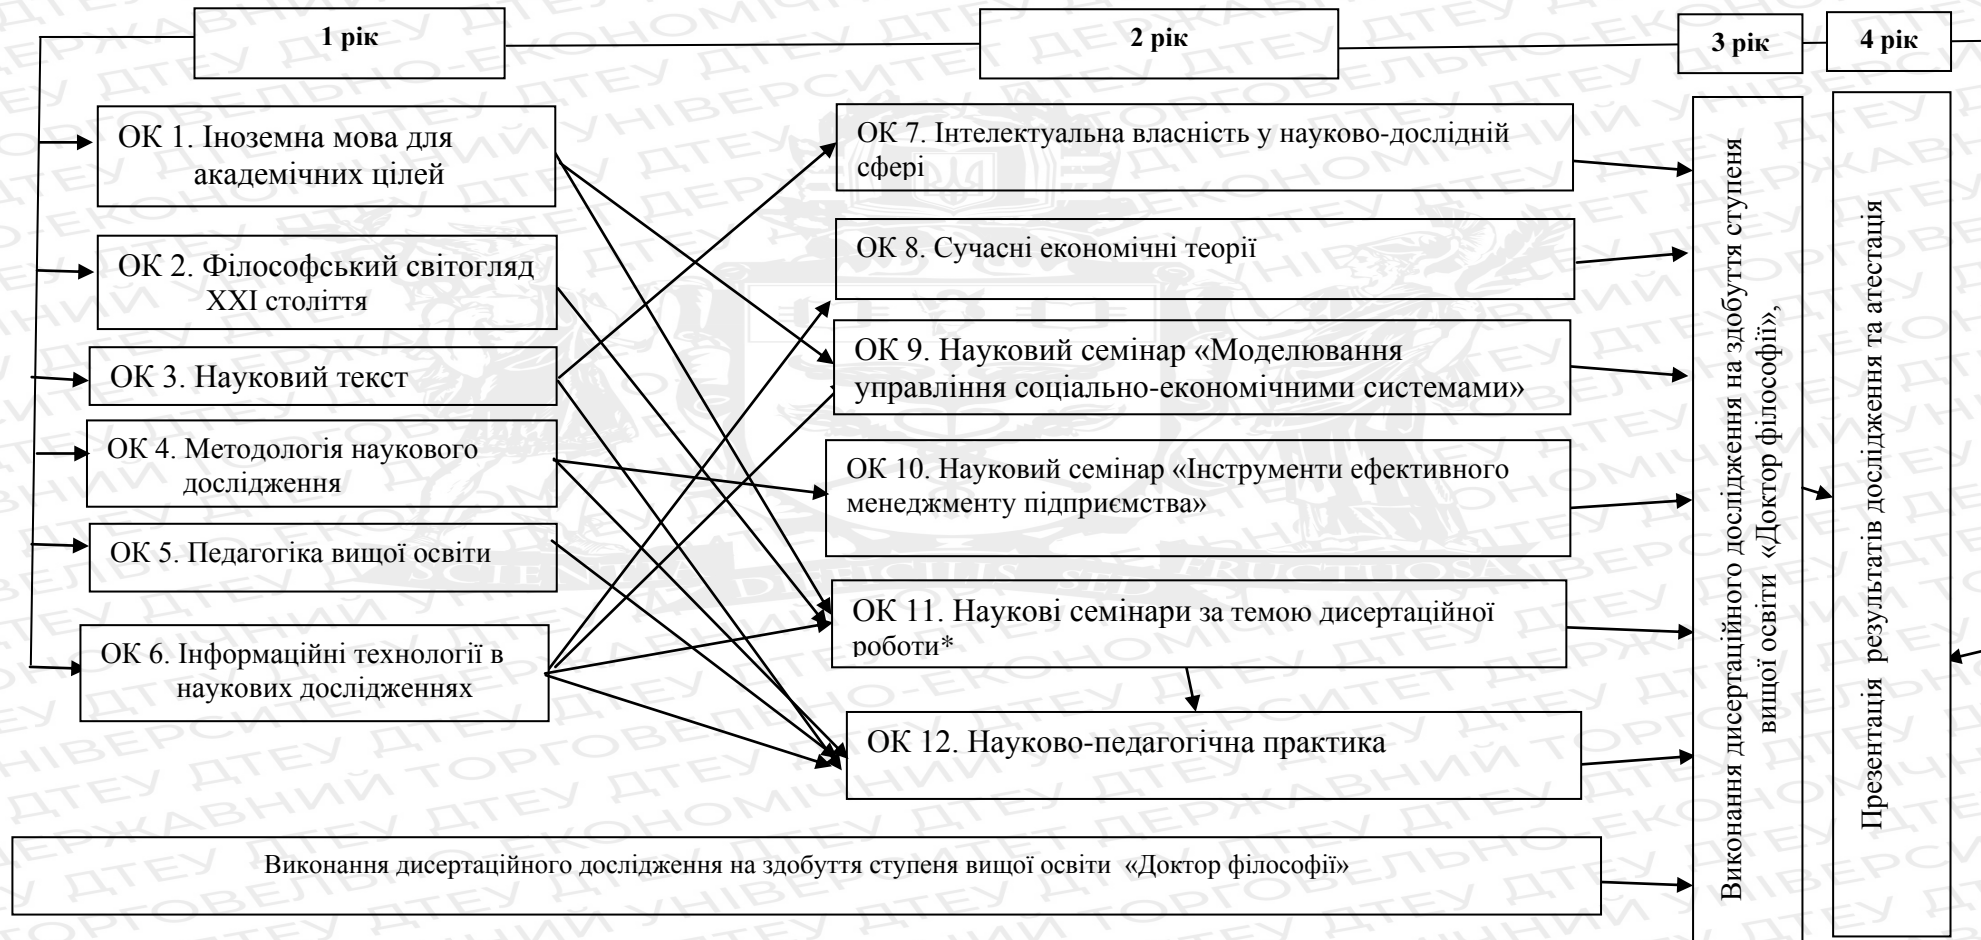 1 рік
2 рік
3 рік
4 рік
ОК 1. Іноземна мова для
академічних цілей
ОК 2. Філософський світогляд
ХХІ століття
ОК 3. Науковий текст
ОК 4. Методологія наукового
дослідження
ОК 5. Педагогіка вищої освіти
ОК 6. Інформаційні технології в
наукових дослідженнях
ОК 7. Інтелектуальна власність у науково-дослідній
сфері
ОК 8. Сучасні економічні теорії
ОК 9. Науковий семінар «Моделювання
управління соціально-економічними системами»
ОК 10. Науковий семінар «Інструменти ефективного
менеджменту підприємства»
ОК 11. Наукові семінари за темою дисертаційної
роботи*
ОК 12. Науково-педагогічна практика
Виконання дисертаційного дослідження на здобуття ступеня вищої освіти «Доктор філософії»
Виконання дисертаційного дослідження на здобуття ступеня
вищої освіти «Доктор філософії»,
Презентація результатів дослідження та атестація